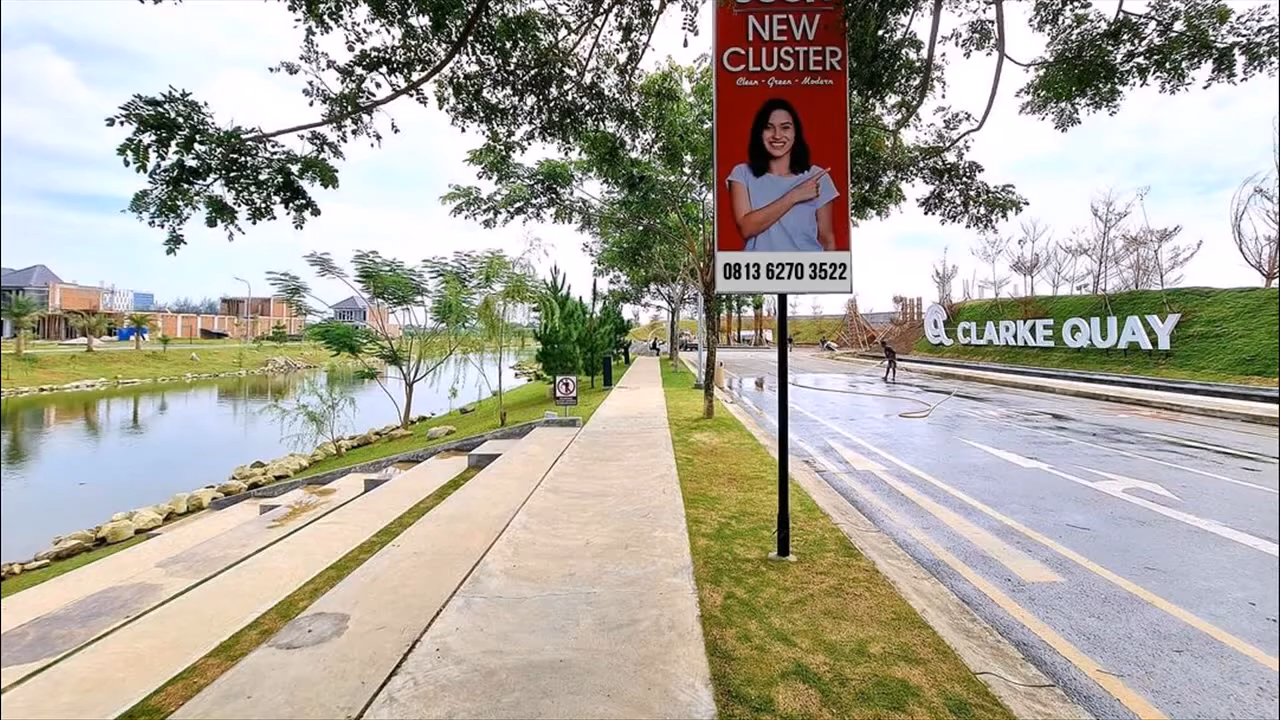 NEW
CLUSTER
Clean - Green - Modern
0813 6270 3522
CLARKE QUAY